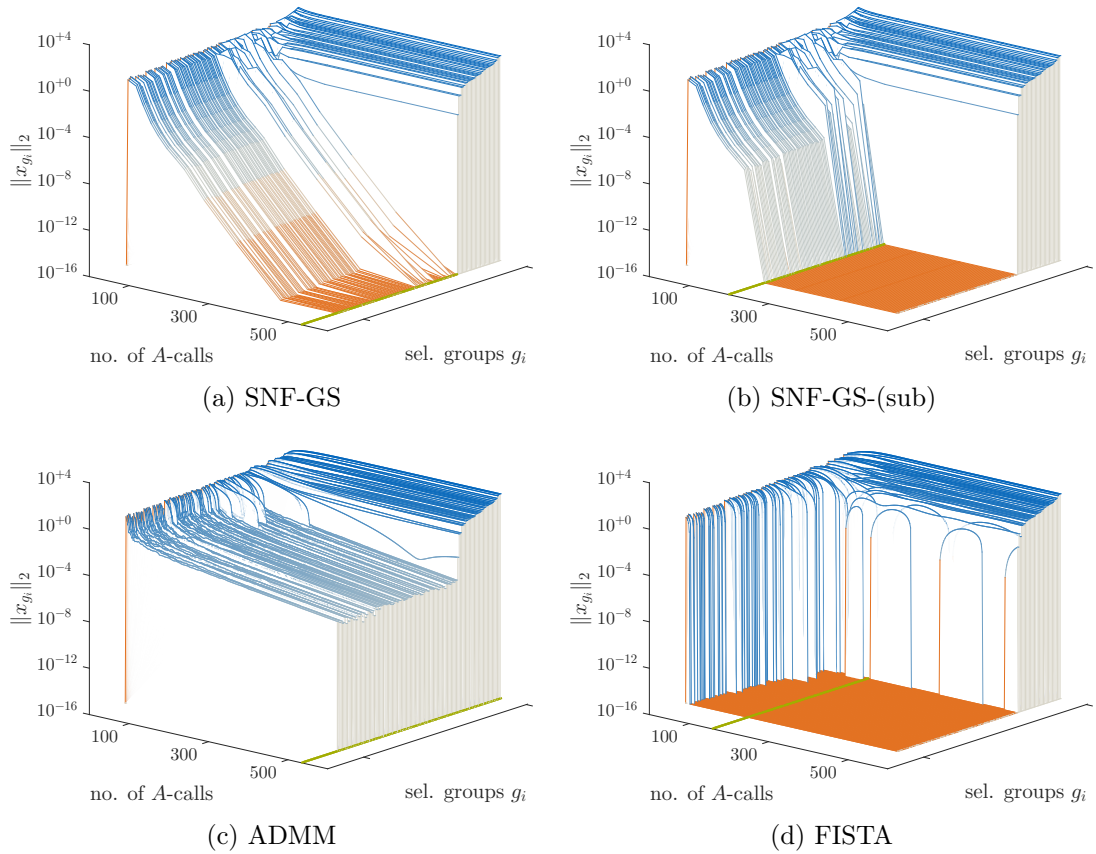 10^{+4} 10^{+4}
10^{+0} 10^{+0}
10^{-4} 10^{-4}
10^{-8} 10^{-8}
10^{-12} 10^{-12}
10^{-16} 10^{-16}
‖x_{g_i}‖_2 ‖x_{g_i}‖_2
100 300 500 100 300 500
no. of A-calls sel. groups g_i no. of A-calls sel. groups g_i
(a) SNF-GS (b) SNF-GS-(sub)
10^{+4} 10^{+4}
10^{+0} 10^{+0}
10^{-4} 10^{-4}
10^{-8} 10^{-8}
10^{-12} 10^{-12}
10^{-16} 10^{-16}
‖x_{g_i}‖_2 ‖x_{g_i}‖_2
100 300 500 100 300 500
no. of A-calls sel. groups g_i no. of A-calls sel. groups g_i
(c) ADMM (d) FISTA